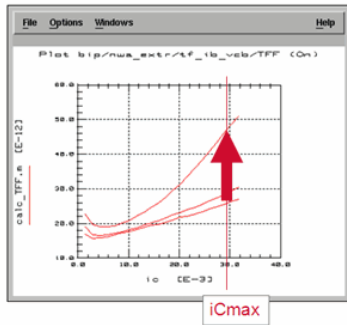 File Options Windows Help
Plot bip/nwa_extr/tf_ib_vcb/TFF (On)
calc_TFF.m [E-12]
60.0
50.0
40.0
30.0
20.0
10.0
0.0 10.0 20.0 30.0 40.0
ic [E-3]
iCmax